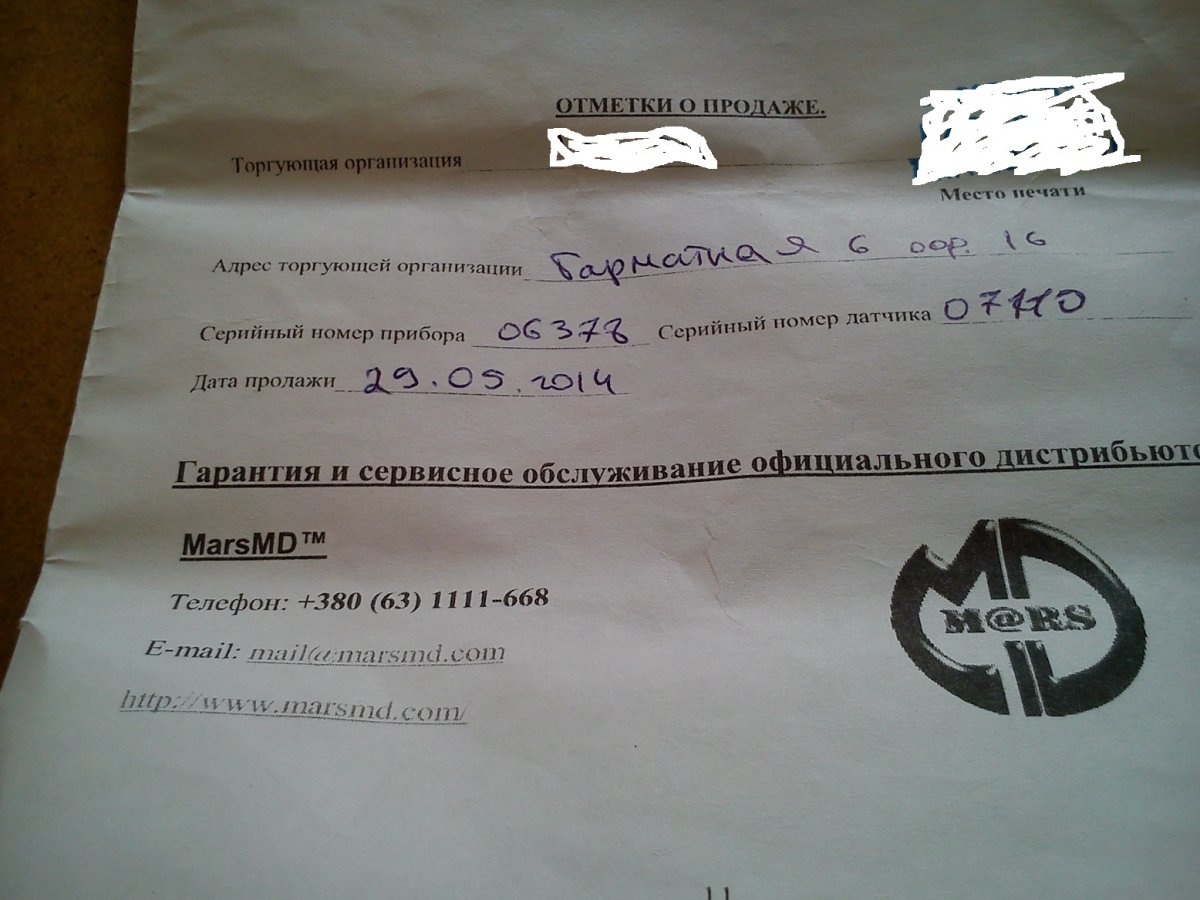 ОТМЕТКИ О ПРОДАЖЕ.
Торгующая организация
Место печати
Адрес торгующей организации Гарматная 6 оф. 16
Серийный номер прибора 06378 Серийный номер датчика 07110
Дата продажи 29.05.2014
Гарантия и сервисное обслуживание официального дистрибьюто
MarsMD™
Телефон: +380 (63) 1111-668
M@RS
E-mail: mail@marsmd.com
http://www.marsmd.com/
11